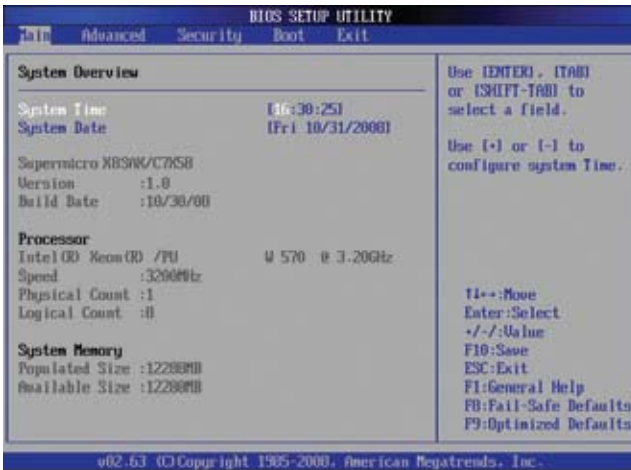 BIOS SETUP UTILITY
Main Advanced Security Boot Exit
System Overview
System Time [16:30:25]
System Date [Fri 10/31/2008]
Supermicro X8SAX/C7X58
Version :1.0
Build Date :10/30/08
Processor
Intel(R) Xeon(R) CPU W 570 @ 3.20GHz
Speed :3200MHz
Physical Count :1
Logical Count :8
System Memory
Populated Size :12288MB
Available Size :12280MB
Use [ENTER], [TAB]
or [SHIFT-TAB] to
select a field.
Use [+] or [-] to
configure system Time.
↑↓←→:Move
Enter:Select
+/-/:Value
F10:Save
ESC:Exit
F1:General Help
F8:Fail-Safe Defaults
F9:Optimized Defaults
v02.63 (C)Copyright 1985-2008, American Megatrends, Inc.